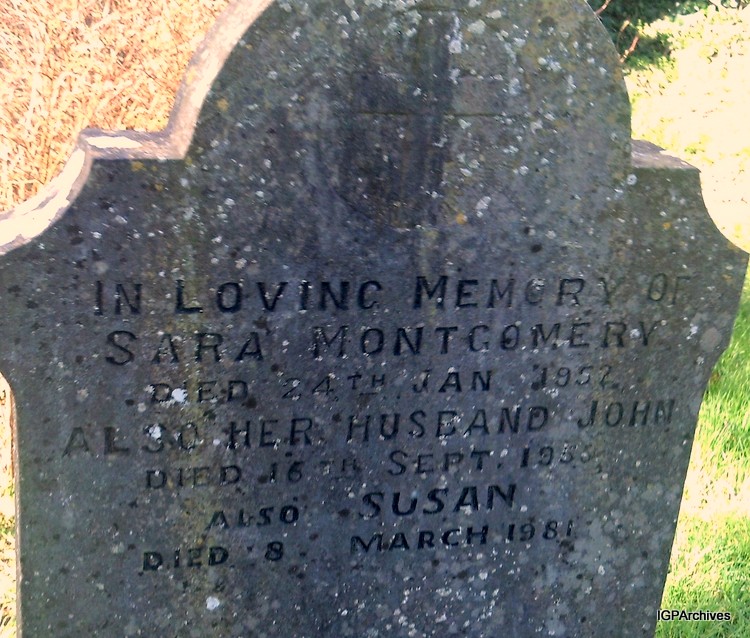 IN LOVING MEMORY OF
SARA MONTGOMERY
DIED 24TH JAN 1952
ALSO HER HUSBAND JOHN
DIED 16TH SEPT.
ALSO SUSAN
DIED 8 MARCH 1981
IGPArchives